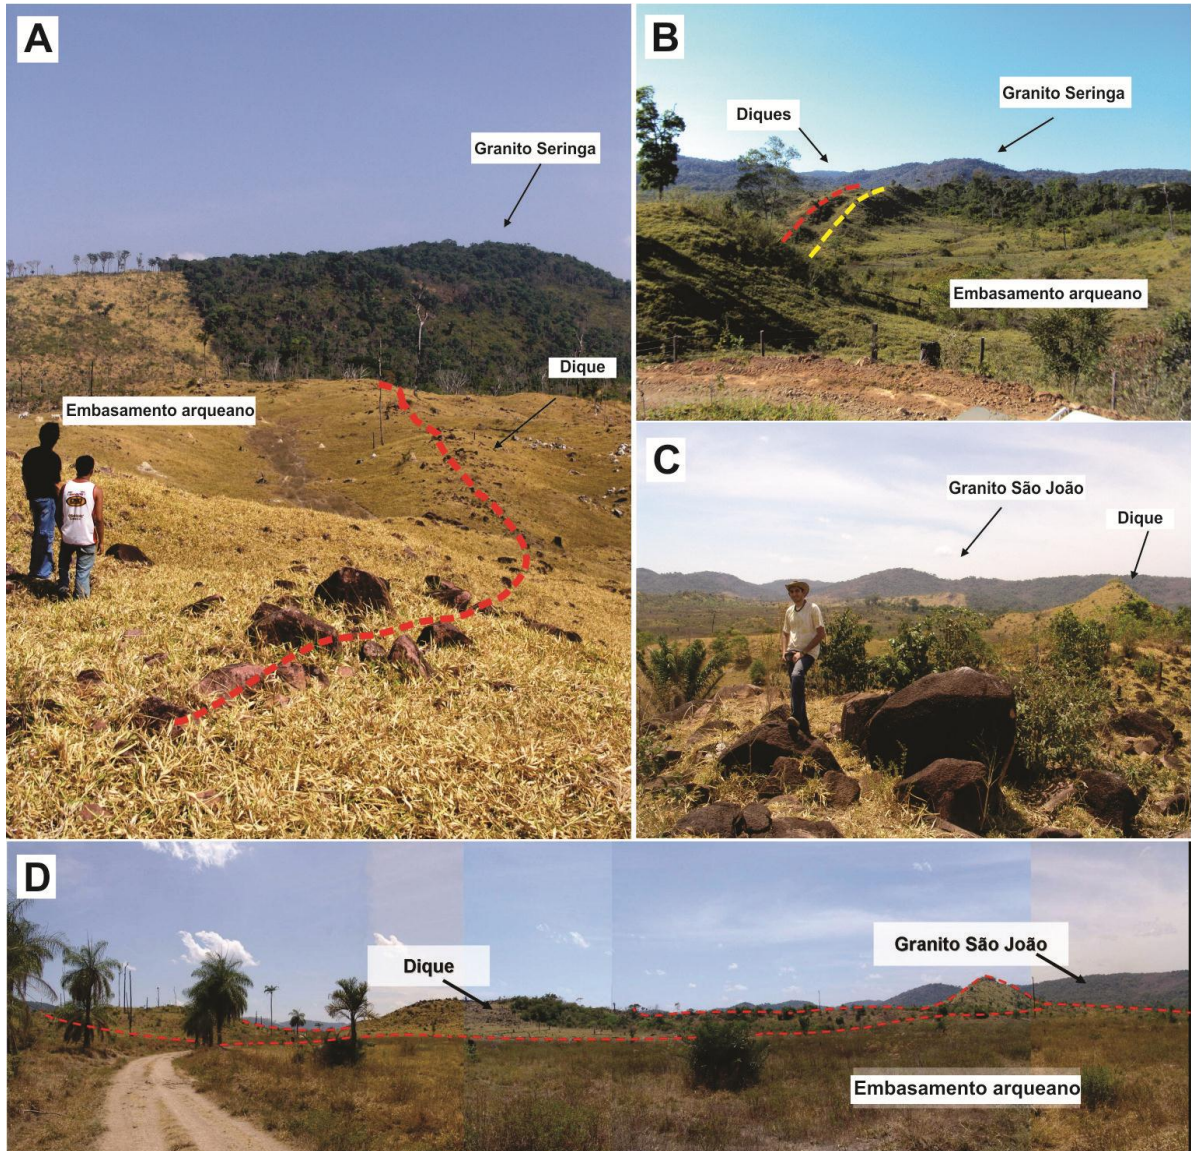 A
Granito Seringa
Dique
Embasamento arqueano
B
Granito Seringa
Diques
Embasamento arqueano
C
Granito São João
Dique
D
Granito São João
Dique
Embasamento arqueano